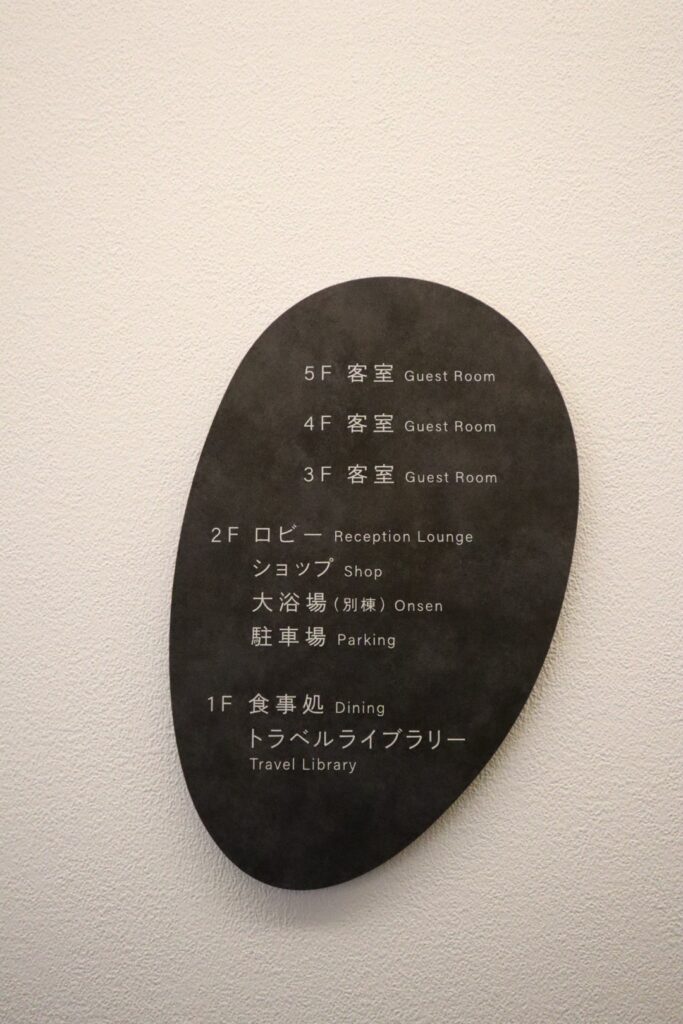 5F 客室 Guest Room
4F 客室 Guest Room
3F 客室 Guest Room
2F ロビー Reception Lounge
ショップ Shop
大浴場(別棟) Onsen
駐車場 Parking
1F 食事処 Dining
トラベルライブラリー
Travel Library